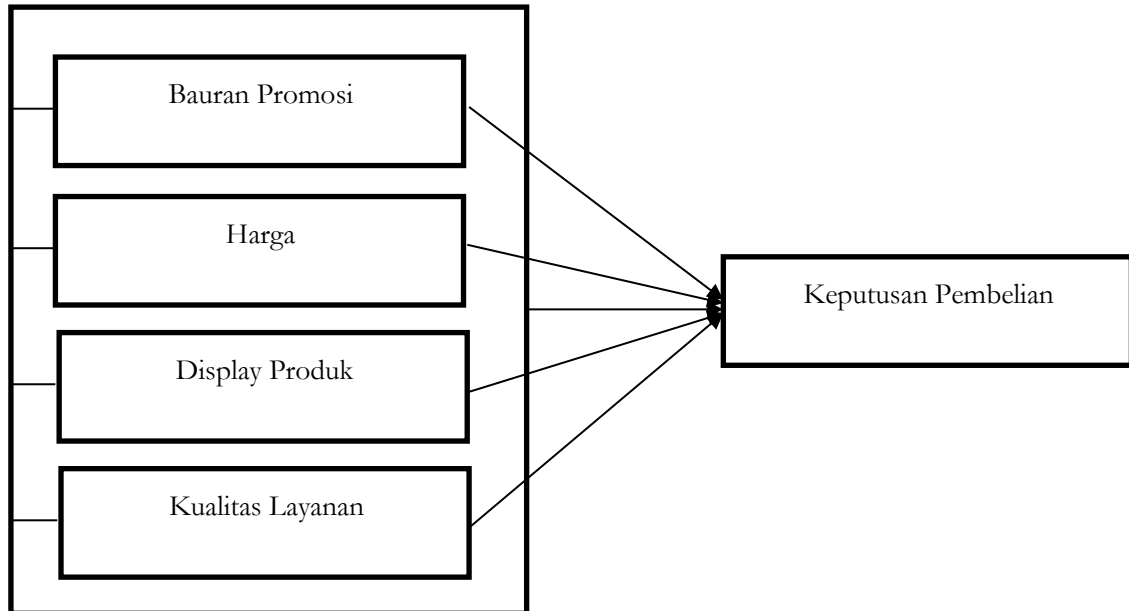 Bauran Promosi
Harga
Keputusan Pembelian
Display Produk
Kualitas Layanan